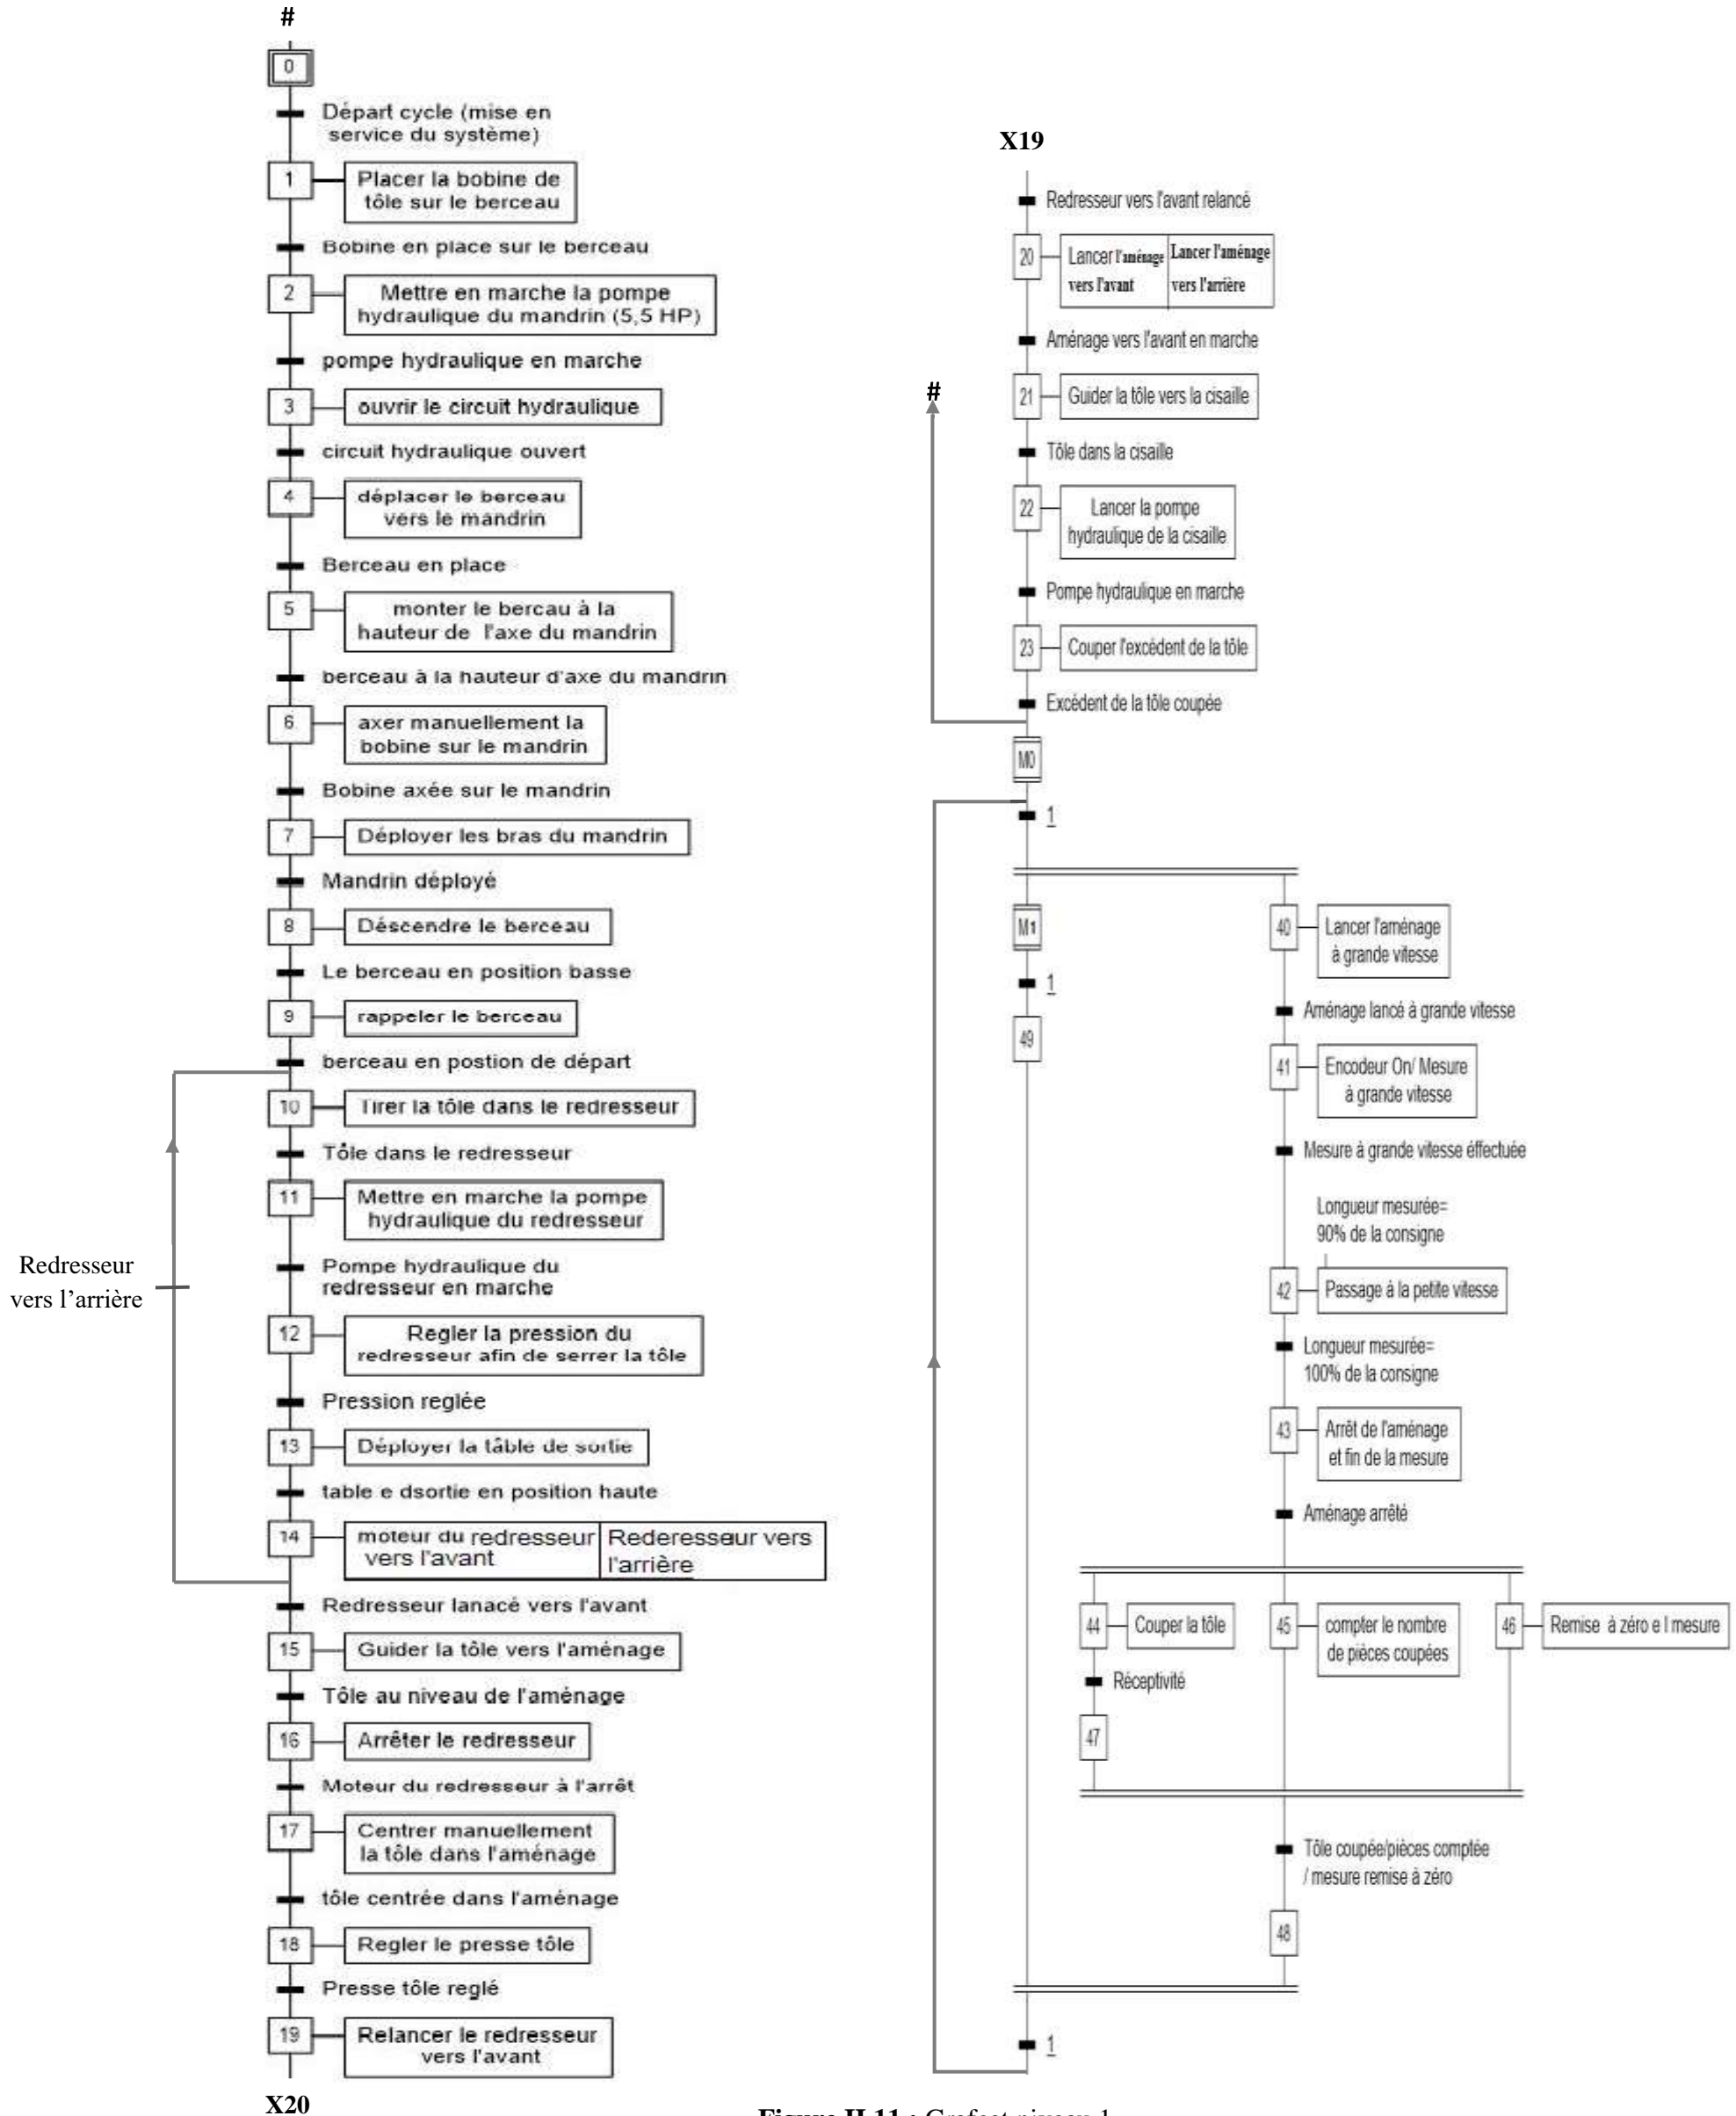 #
0
Départ cycle (mise en
service du système)
1
Placer la bobine de
tôle sur le berceau
Bobine en place sur le berceau
2
Mettre en marche la pompe
hydraulique du mandrin (5,5 HP)
pompe hydraulique en marche
3
ouvrir le circuit hydraulique
circuit hydraulique ouvert
4
déplacer le berceau
vers le mandrin
Berceau en place
5
monter le bercau à la
hauteur de l'axe du mandrin
berceau à la hauteur d'axe du mandrin
6
axer manuellement la
bobine sur le mandrin
Bobine axée sur le mandrin
7
Déployer les bras du mandrin
Mandrin déployé
8
Déscendre le berceau
Le berceau en position basse
9
rappeler le berceau
berceau en postion de départ
10
Tirer la tôle dans le redresseur
Tôle dans le redresseur
11
Mettre en marche la pompe
hydraulique du redresseur
Pompe hydraulique du
redresseur en marche
Redresseur
vers l'arrière
12
Regler la pression du
redresseur afin de serrer la tôle
Pression reglée
13
Déployer la tâble de sortie
table e dsortie en position haute
14
moteur du redresseur
vers l'avant
Rederesseur vers
l'arrière
Redresseur lanacé vers l'avant
15
Guider la tôle vers l'aménage
Tôle au niveau de l'aménage
16
Arrêter le redresseur
Moteur du redresseur à l'arrêt
17
Centrer manuellement
la tôle dans l'aménage
tôle centrée dans l'aménage
18
Regler le presse tôle
Presse tôle reglé
19
Relancer le redresseur
vers l'avant
X20
X19
Redresseur vers l'avant relancé
20
Lancer l'aménage
vers l'avant
Lancer l'aménage
vers l'arrière
Aménage vers l'avant en marche
#
21
Guider la tôle vers la cisaille
Tôle dans la cisaille
22
Lancer la pompe
hydraulique de la cisaille
Pompe hydraulique en marche
23
Couper l'excédent de la tôle
Excédent de la tôle coupée
M0
1
M1
1
49
40
Lancer l'aménage
à grande vitesse
Aménage lancé à grande vitesse
41
Encodeur On/ Mesure
à grande vitesse
Mesure à grande vitesse éffectuée
Longueur mesurée=
90% de la consigne
42
Passage à la petite vitesse
Longueur mesurée=
100% de la consigne
43
Arrêt de l'aménage
et fin de la mesure
Aménage arrêté
44
Couper la tôle
45
compter le nombre
de pièces coupées
46
Remise à zéro e l mesure
Réceptivité
47
Tôle coupée/pièces comptée
/ mesure remise à zéro
48
1
Figure II.11 : Grafcet niveau 1